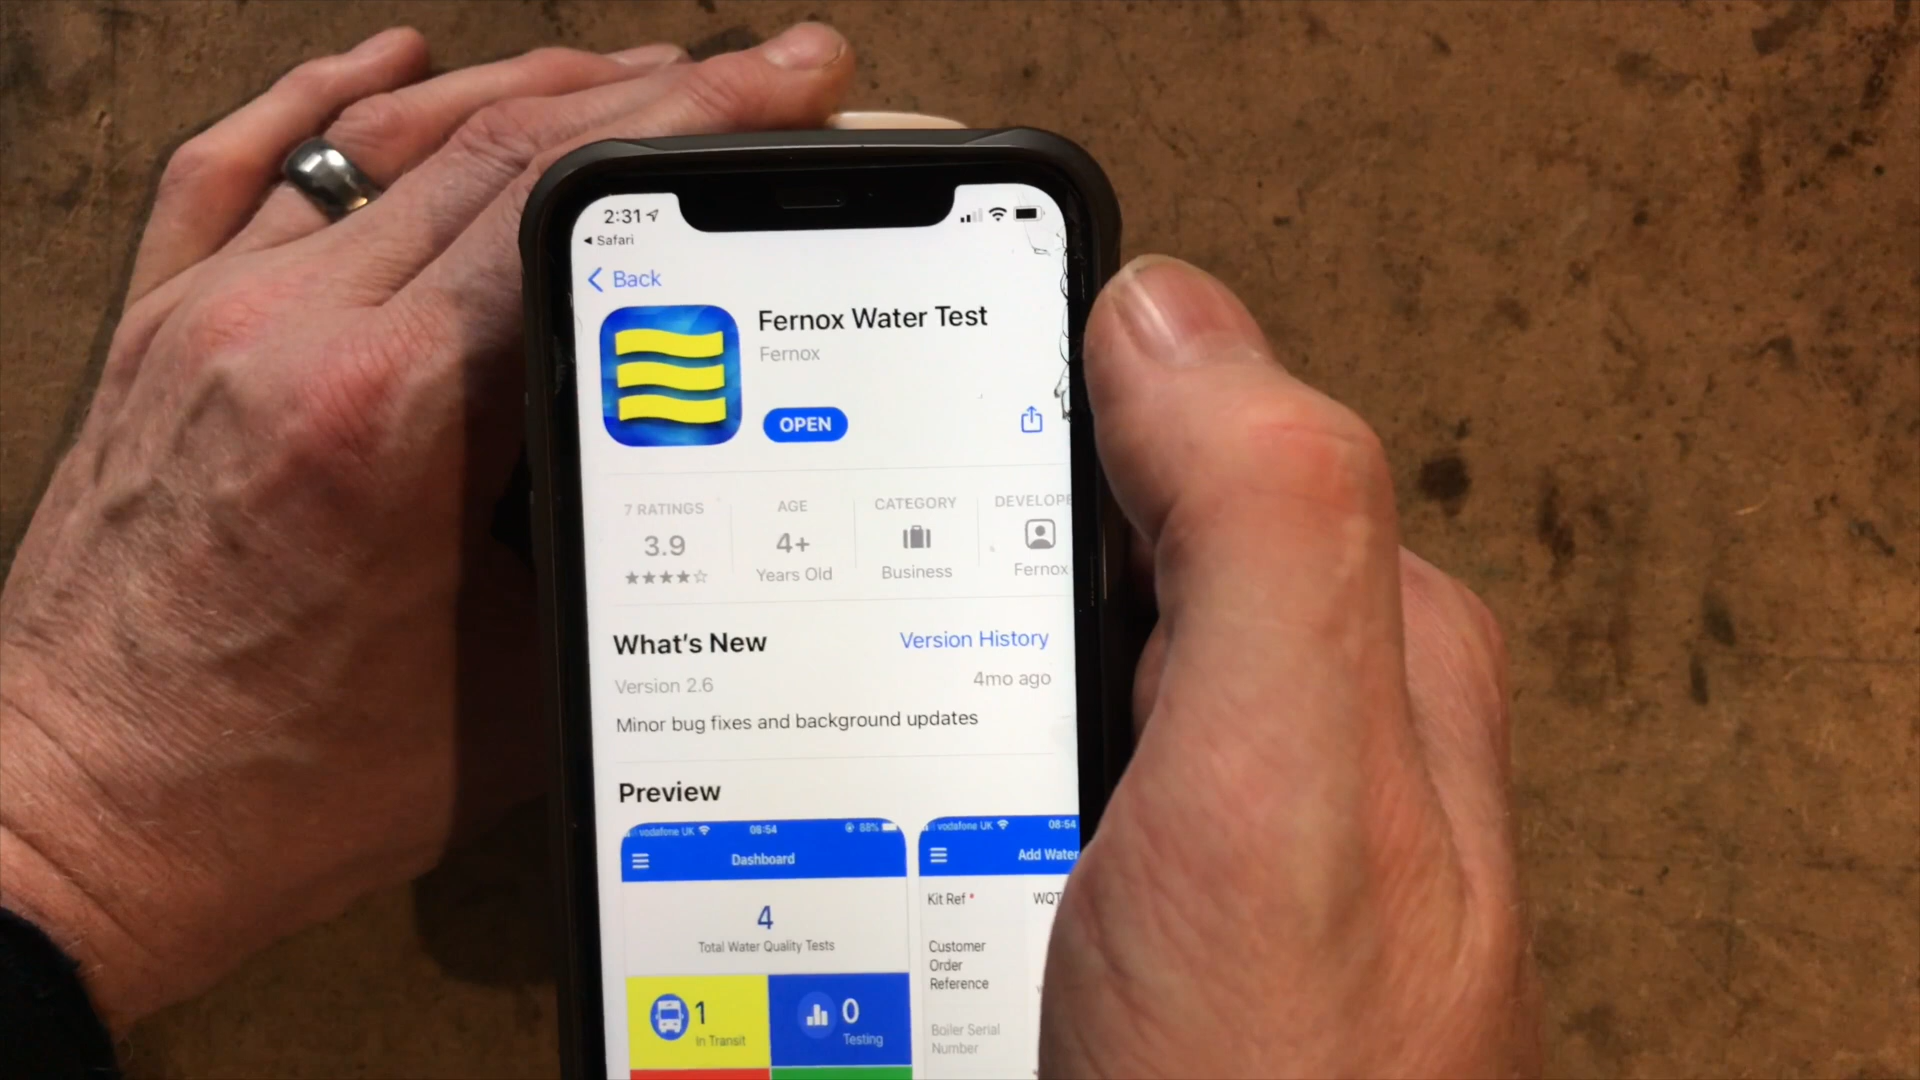 2:31
◀ Safari
Back
Fernox Water Test
Fernox
OPEN
7 RATINGS
AGE
CATEGORY
DEVELOPE
3.9
4+
★★★★☆
Years Old
Business
Fernox
What's New
Version History
Version 2.6
4mo ago
Minor bug fixes and background updates
Preview
vodafone UK
08:54
88%
vodafone UK
08:54
Dashboard
Add Water
4
Total Water Quality Tests
1
In Transit
0
Testing
Kit Ref *
WQT
Customer
Order
Reference
Boiler Serial
Number